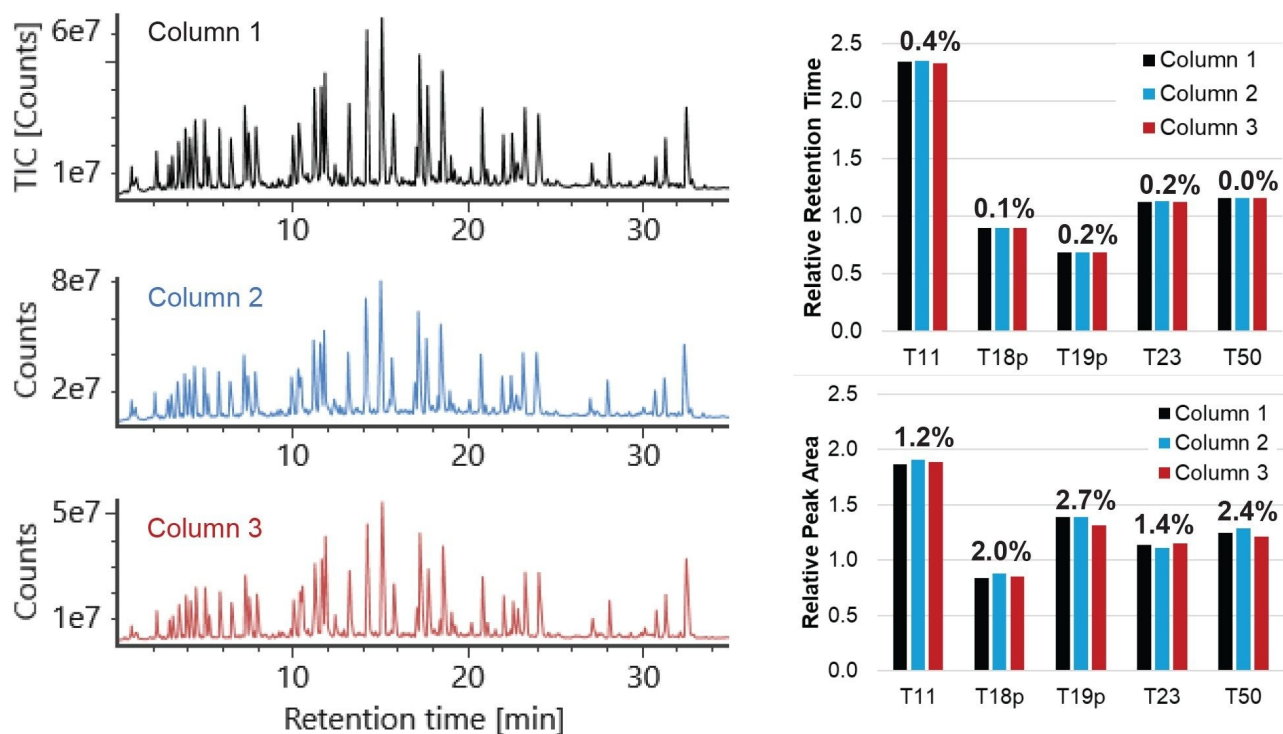 Column 1
TIC [Counts]
6e7
1e7
10 20 30
Column 2
Counts
8e7
2e7
10 20 30
Column 3
Counts
5e7
1e7
10 20 30
Retention time [min]
Relative Retention Time
2.5
2.0
1.5
1.0
0.5
0.0
0.4%
0.1%
0.2%
0.2%
0.0%
Column 1
Column 2
Column 3
T11 T18p T19p T23 T50
Relative Peak Area
2.5
2.0
1.5
1.0
0.5
0.0
1.2%
2.0%
2.7%
1.4%
2.4%
Column 1
Column 2
Column 3
T11 T18p T19p T23 T50